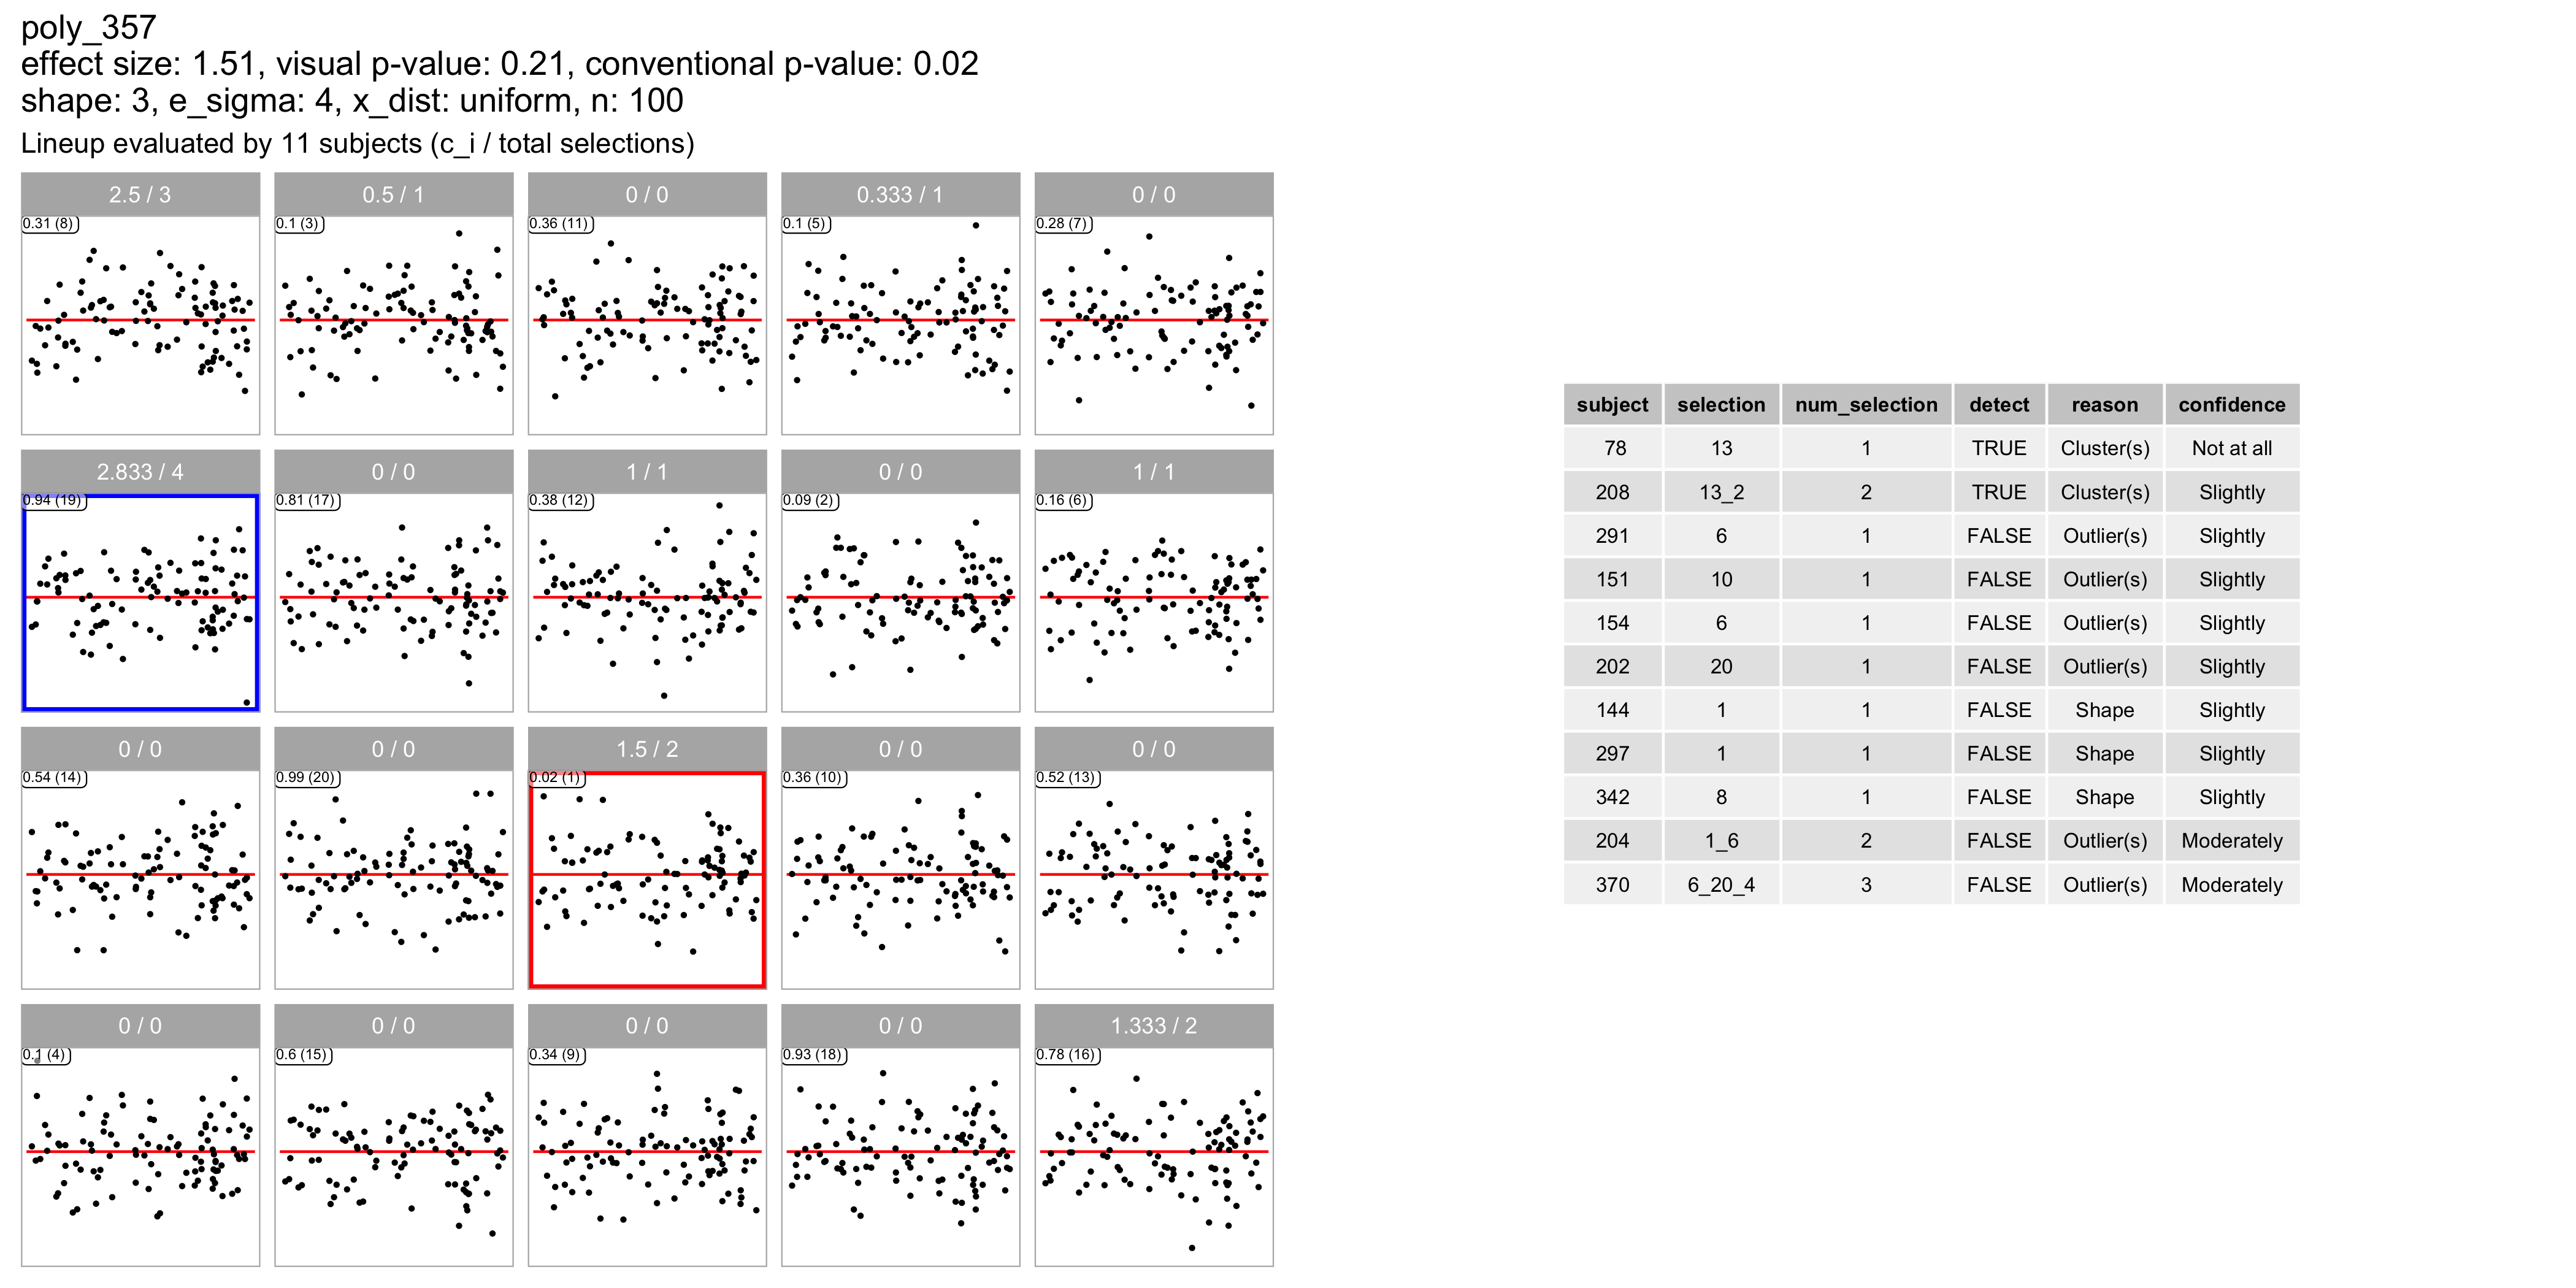 poly_357
effect size: 1.51, visual p-value: 0.21, conventional p-value: 0.02
shape: 3, e_sigma: 4, x_dist: uniform, n: 100
Lineup evaluated by 11 subjects (c_i / total selections)
2.5 / 3 0.5 / 1 0 / 0 0.333 / 1 0 / 0
0.31 (8) 0.1 (3) 0.36 (11) 0.1 (5) 0.28 (7)
2.833 / 4 0 / 0 1 / 1 0 / 0 1 / 1
0.94 (19) 0.81 (17) 0.38 (12) 0.09 (2) 0.16 (6)
0 / 0 0 / 0 1.5 / 2 0 / 0 0 / 0
0.54 (14) 0.99 (20) 0.02 (1) 0.36 (10) 0.52 (13)
0 / 0 0 / 0 0 / 0 0 / 0 1.333 / 2
0.1 (4) 0.6 (15) 0.34 (9) 0.93 (18) 0.78 (16)
subject selection num_selection detect reason confidence
78 13 1 TRUE Cluster(s) Not at all
208 13_2 2 TRUE Cluster(s) Slightly
291 6 1 FALSE Outlier(s) Slightly
151 10 1 FALSE Outlier(s) Slightly
154 6 1 FALSE Outlier(s) Slightly
202 20 1 FALSE Outlier(s) Slightly
144 1 1 FALSE Shape Slightly
297 1 1 FALSE Shape Slightly
342 8 1 FALSE Shape Slightly
204 1_6 2 FALSE Outlier(s) Moderately
370 6_20_4 3 FALSE Outlier(s) Moderately